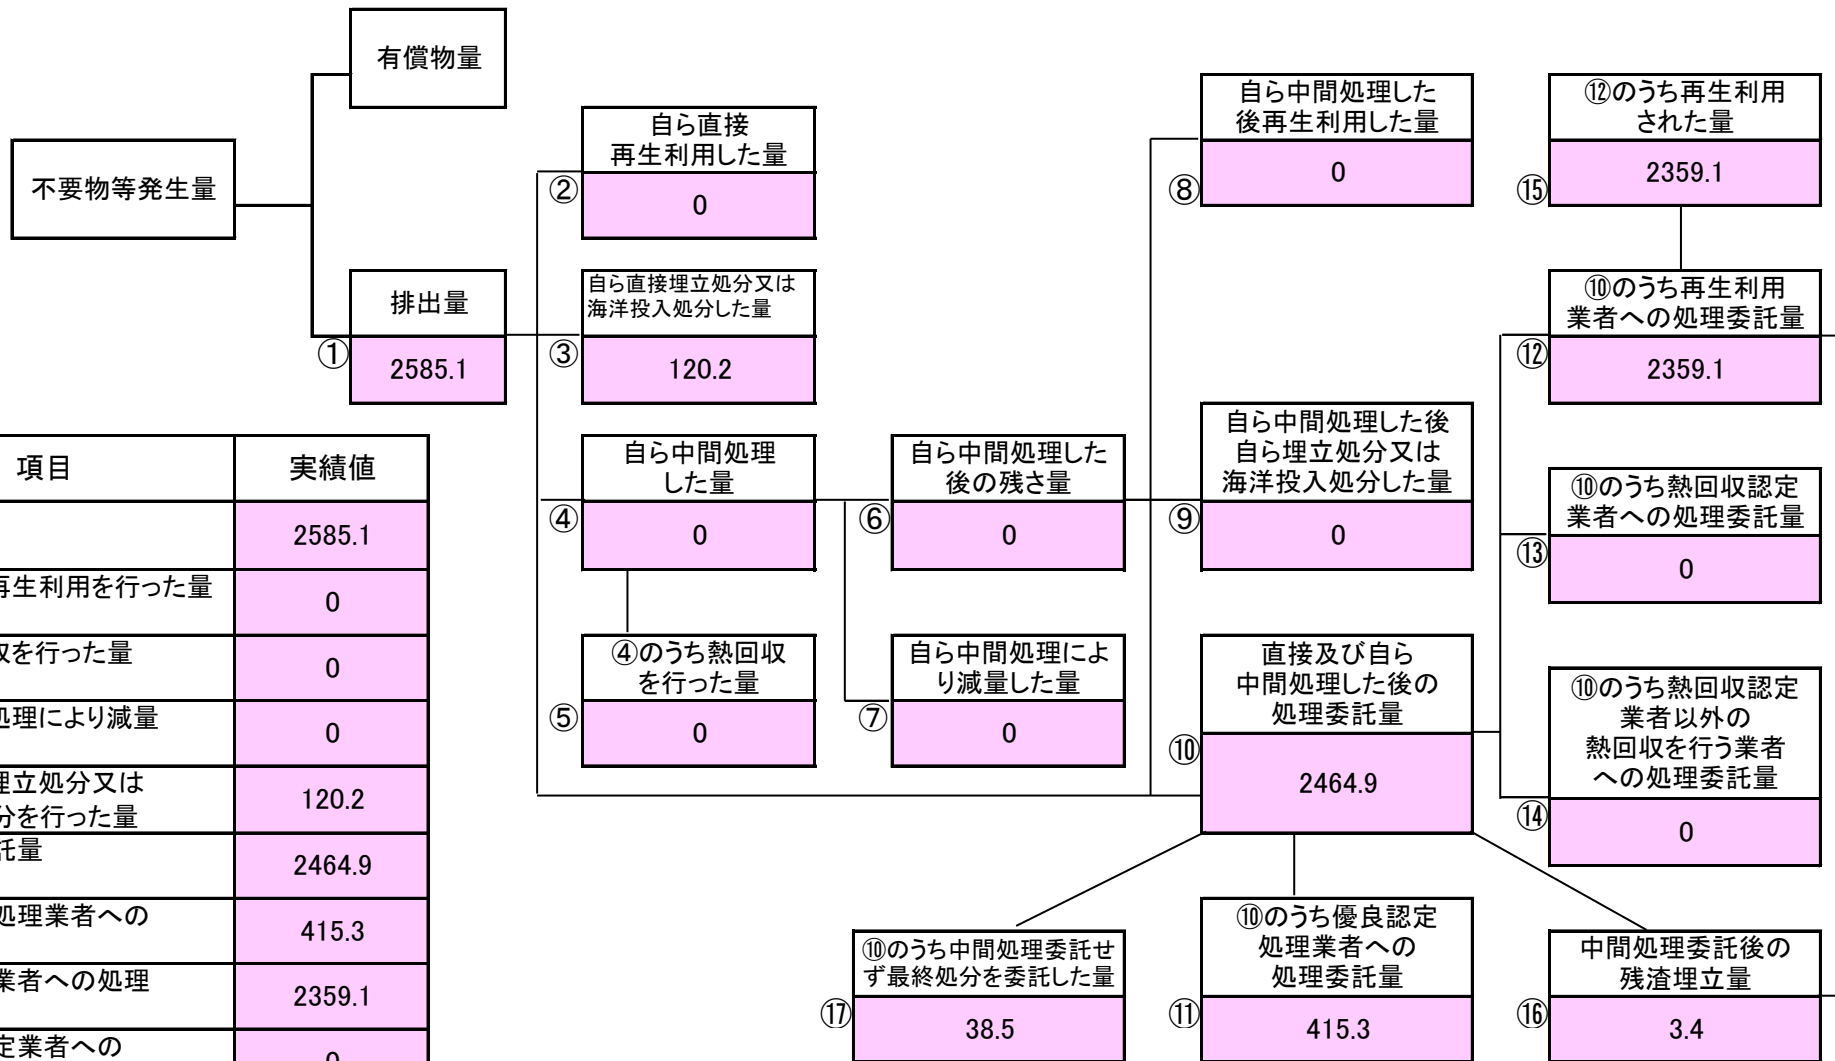 有償物量
不要物等発生量
排出量
①
2585.1
自ら直接
再生利用した量
②
0
自ら直接埋立処分又は
海洋投入処分した量
③
120.2
自ら中間処理
した量
④
0
④のうち熱回収
を行った量
⑤
0
自ら中間処理した
後の残さ量
⑥
0
自ら中間処理によ
り減量した量
⑦
0
自ら中間処理した
後再生利用した量
⑧
0
自ら中間処理した後
自ら埋立処分又は
海洋投入処分した量
⑨
0
直接及び自ら
中間処理した後の
処理委託量
⑩
2464.9
⑫のうち再生利用
された量
⑮
2359.1
⑩のうち再生利用
業者への処理委託量
⑫
2359.1
⑩のうち熱回収認定
業者への処理委託量
⑬
0
⑩のうち熱回収認定
業者以外の
熱回収を行う業者
への処理委託量
⑭
0
⑩のうち中間処理委託せ
ず最終処分を委託した量
⑰
38.5
⑩のうち優良認定
処理業者への
処理委託量
⑪
415.3
中間処理委託後の
残渣埋立量
⑯
3.4
項目 実績値
2585.1
再生利用を行った量
0
を行った量
0
処理により減量
0
埋立処分又は
分を行った量
120.2
託量
2464.9
処理業者への
415.3
業者への処理
2359.1
定業者への
0